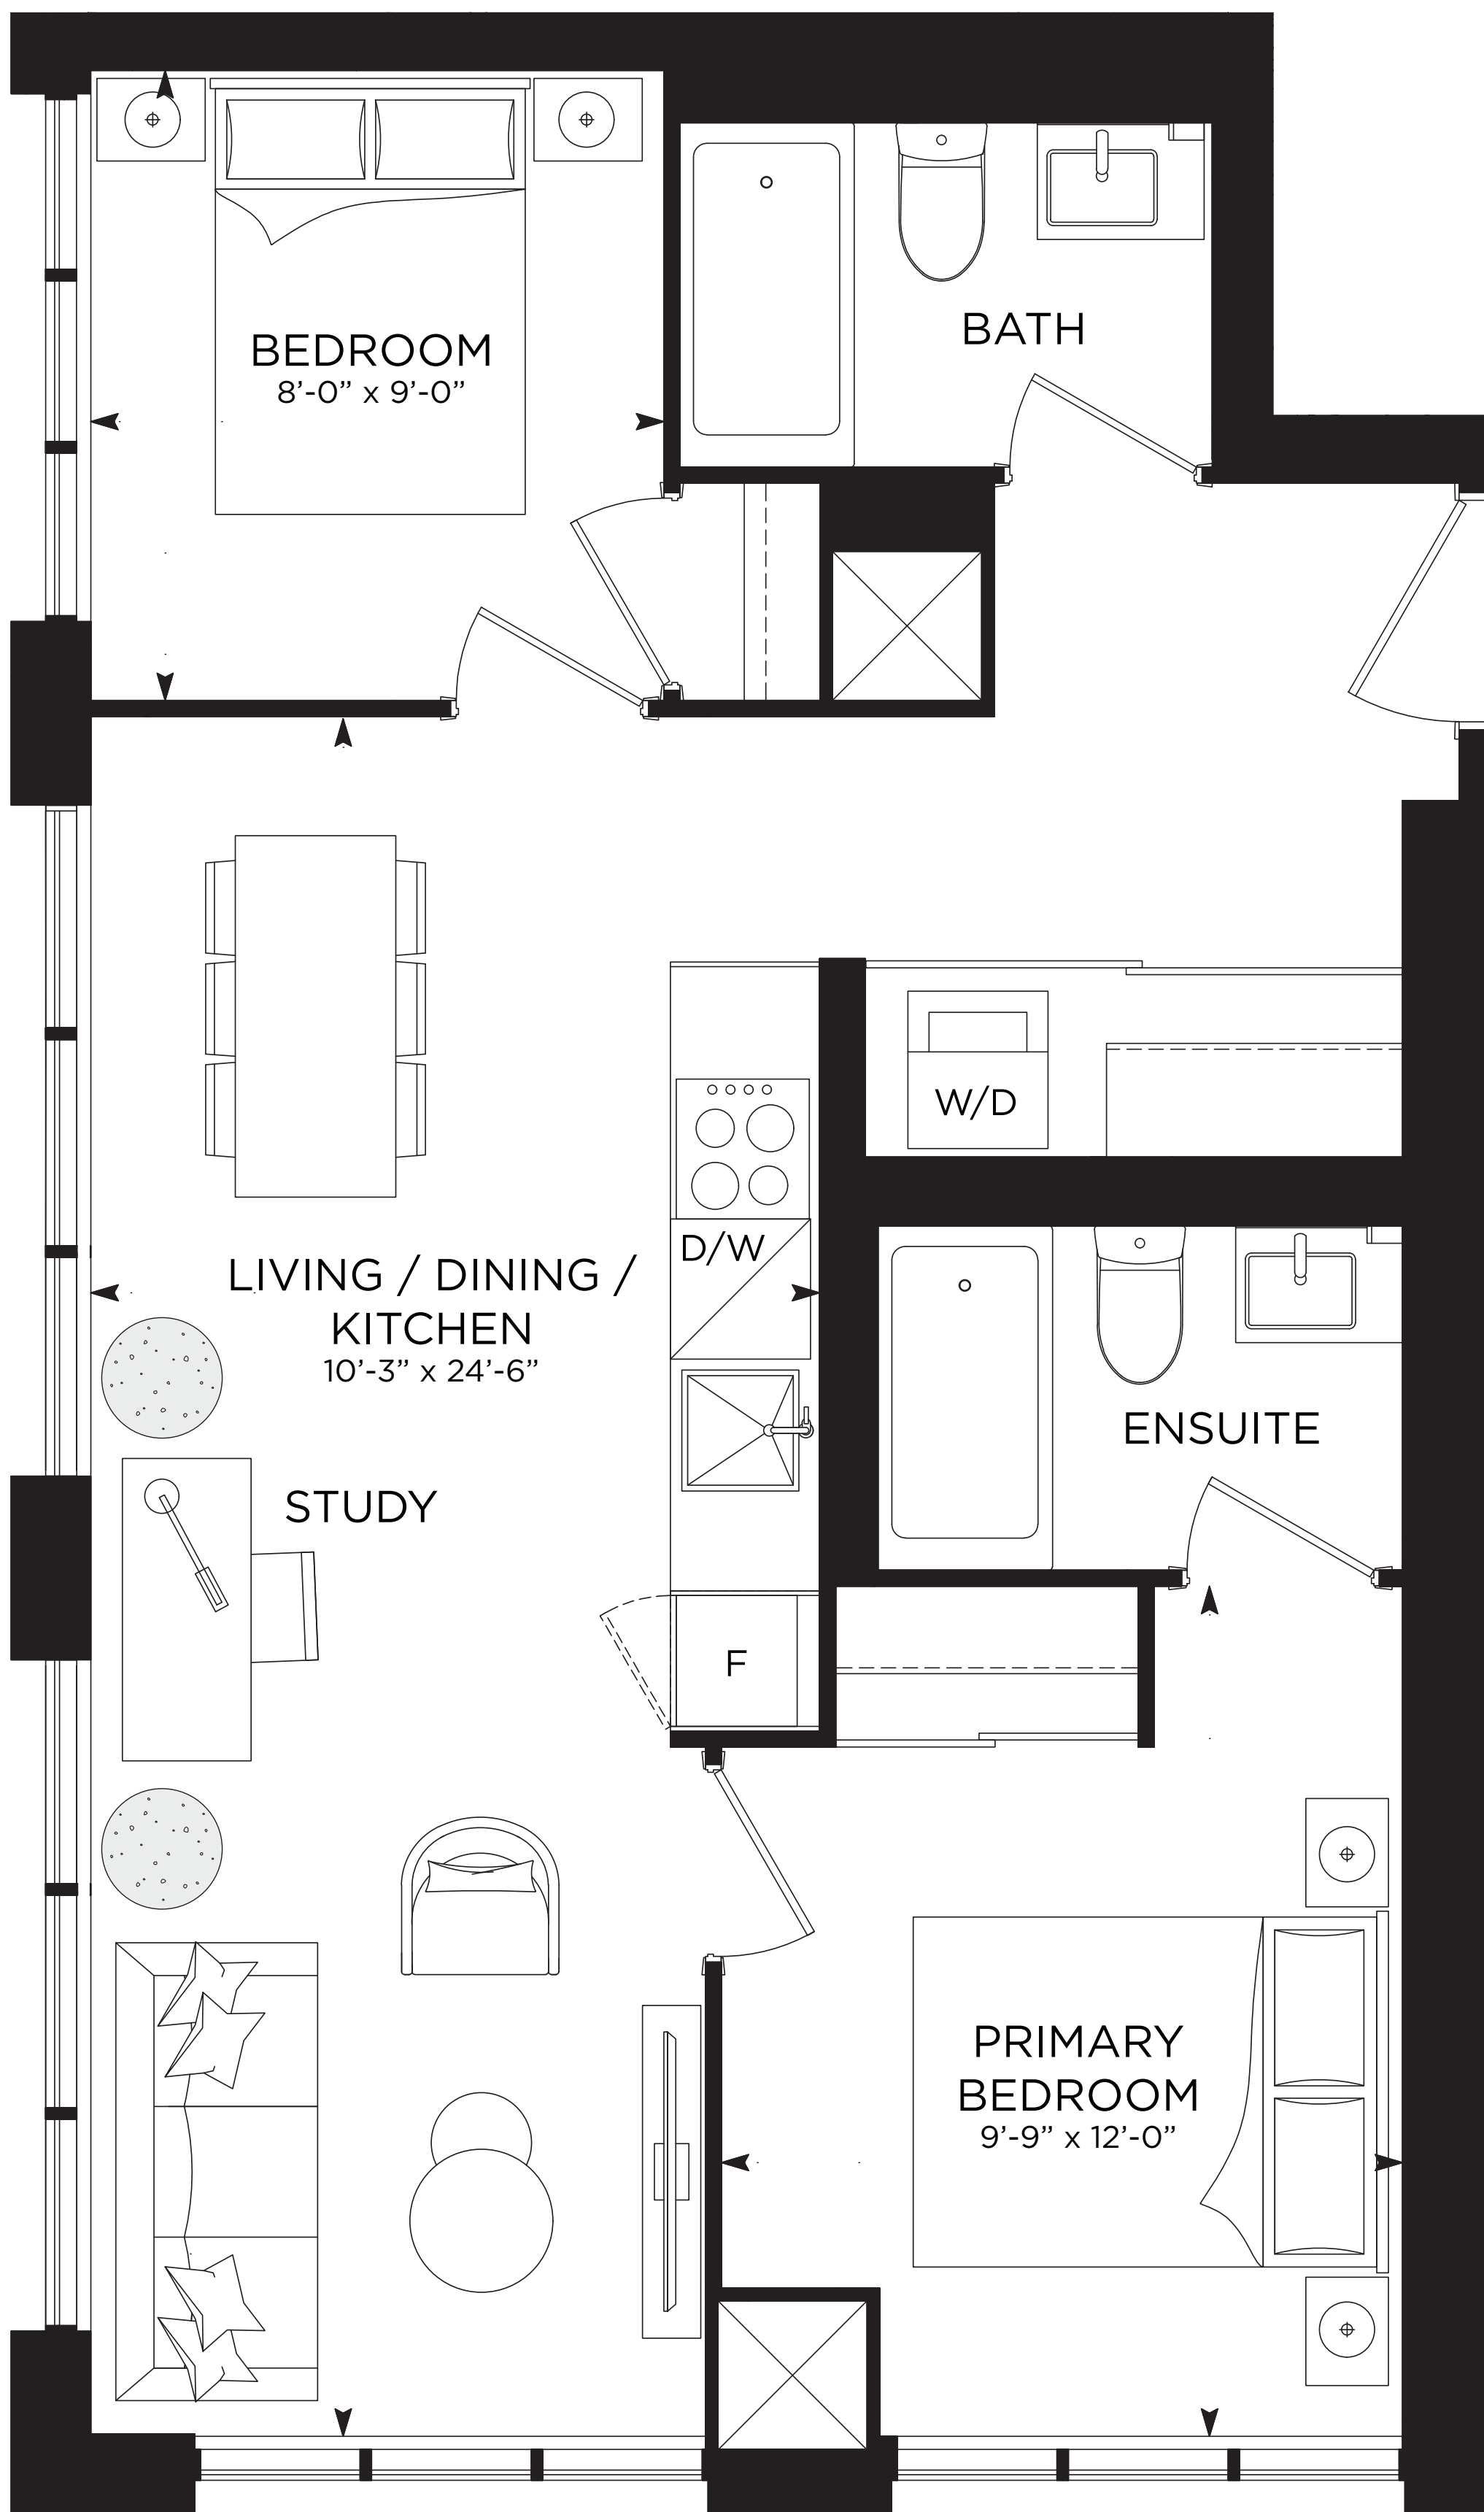 BEDROOM
8’-0” x 9’-0”
BATH
W/D
D/W
LIVING / DINING /
KITCHEN
10’-3” x 24’-6”
ENSUITE
STUDY
F
PRIMARY
BEDROOM
9’-9” x 12’-0”